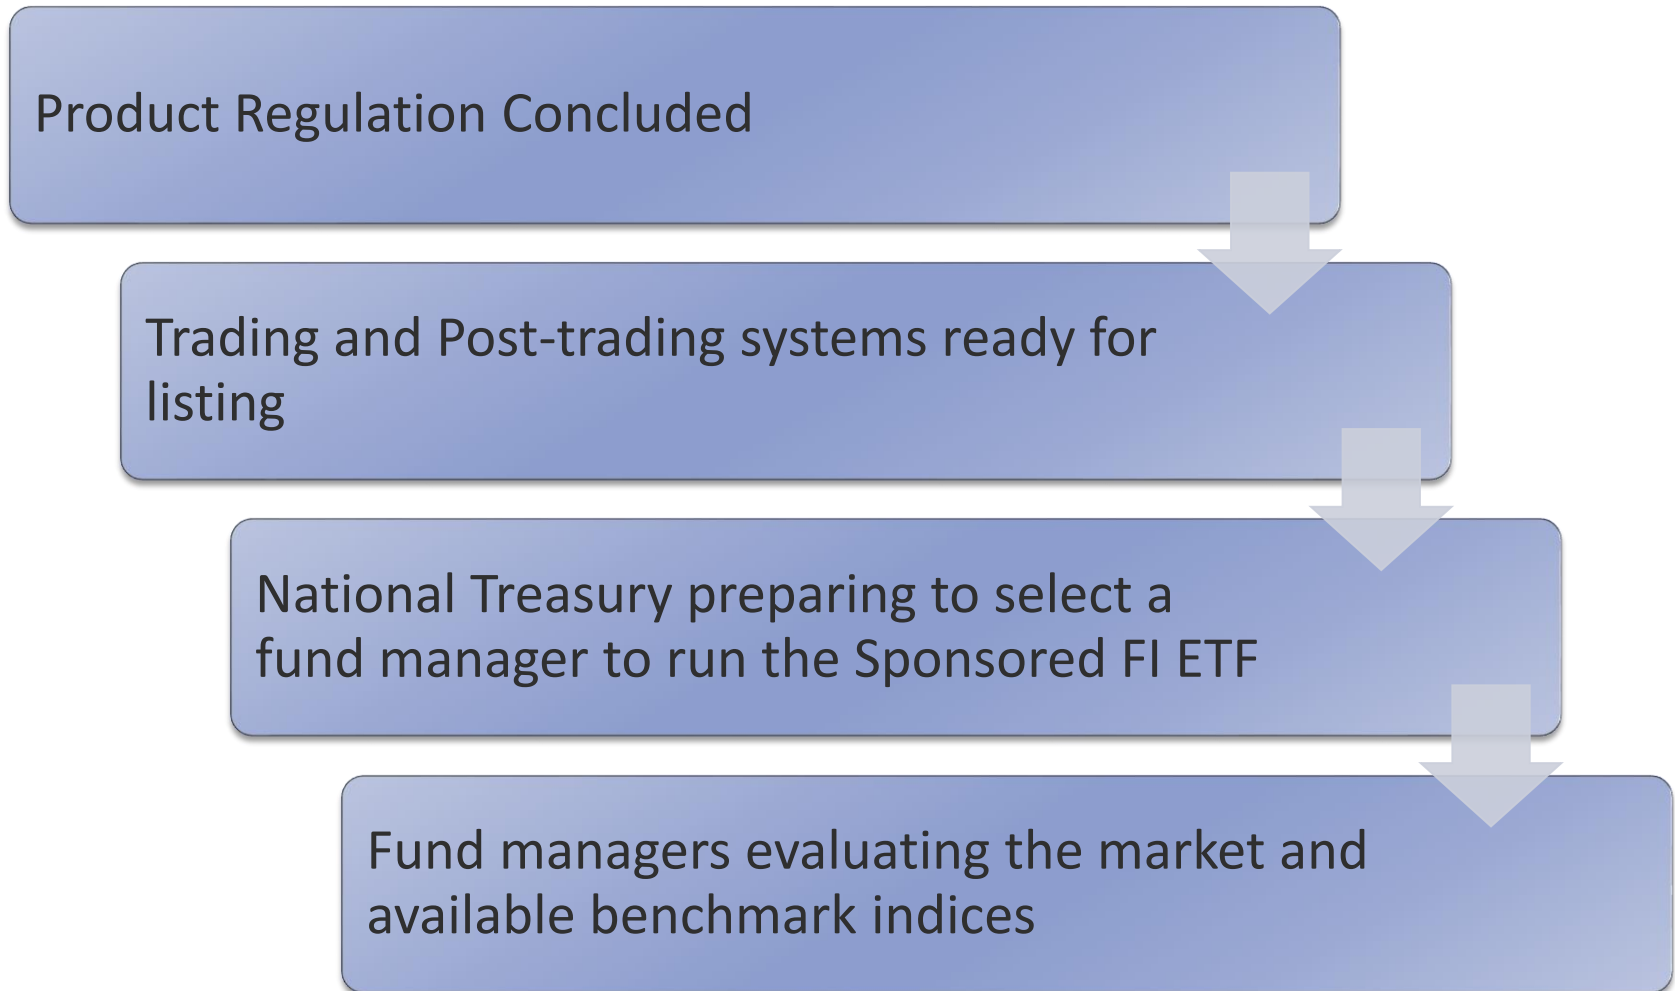 Product Regulation Concluded
Trading and Post-trading systems ready for
listing
National Treasury preparing to select a
fund manager to run the Sponsored FI ETF
Fund managers evaluating the market and
available benchmark indices